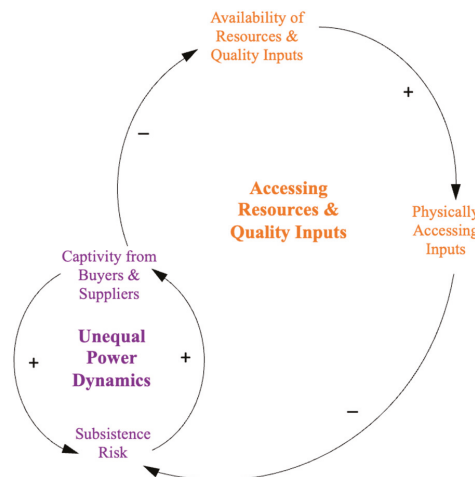 Availability of
Resources &
Quality Inputs
+
–
Accessing
Resources &
Quality Inputs
Physically
Accessing
Inputs
Captivity from
Buyers &
Suppliers
Unequal
Power
Dynamics
+
+
–
Subsistence
Risk